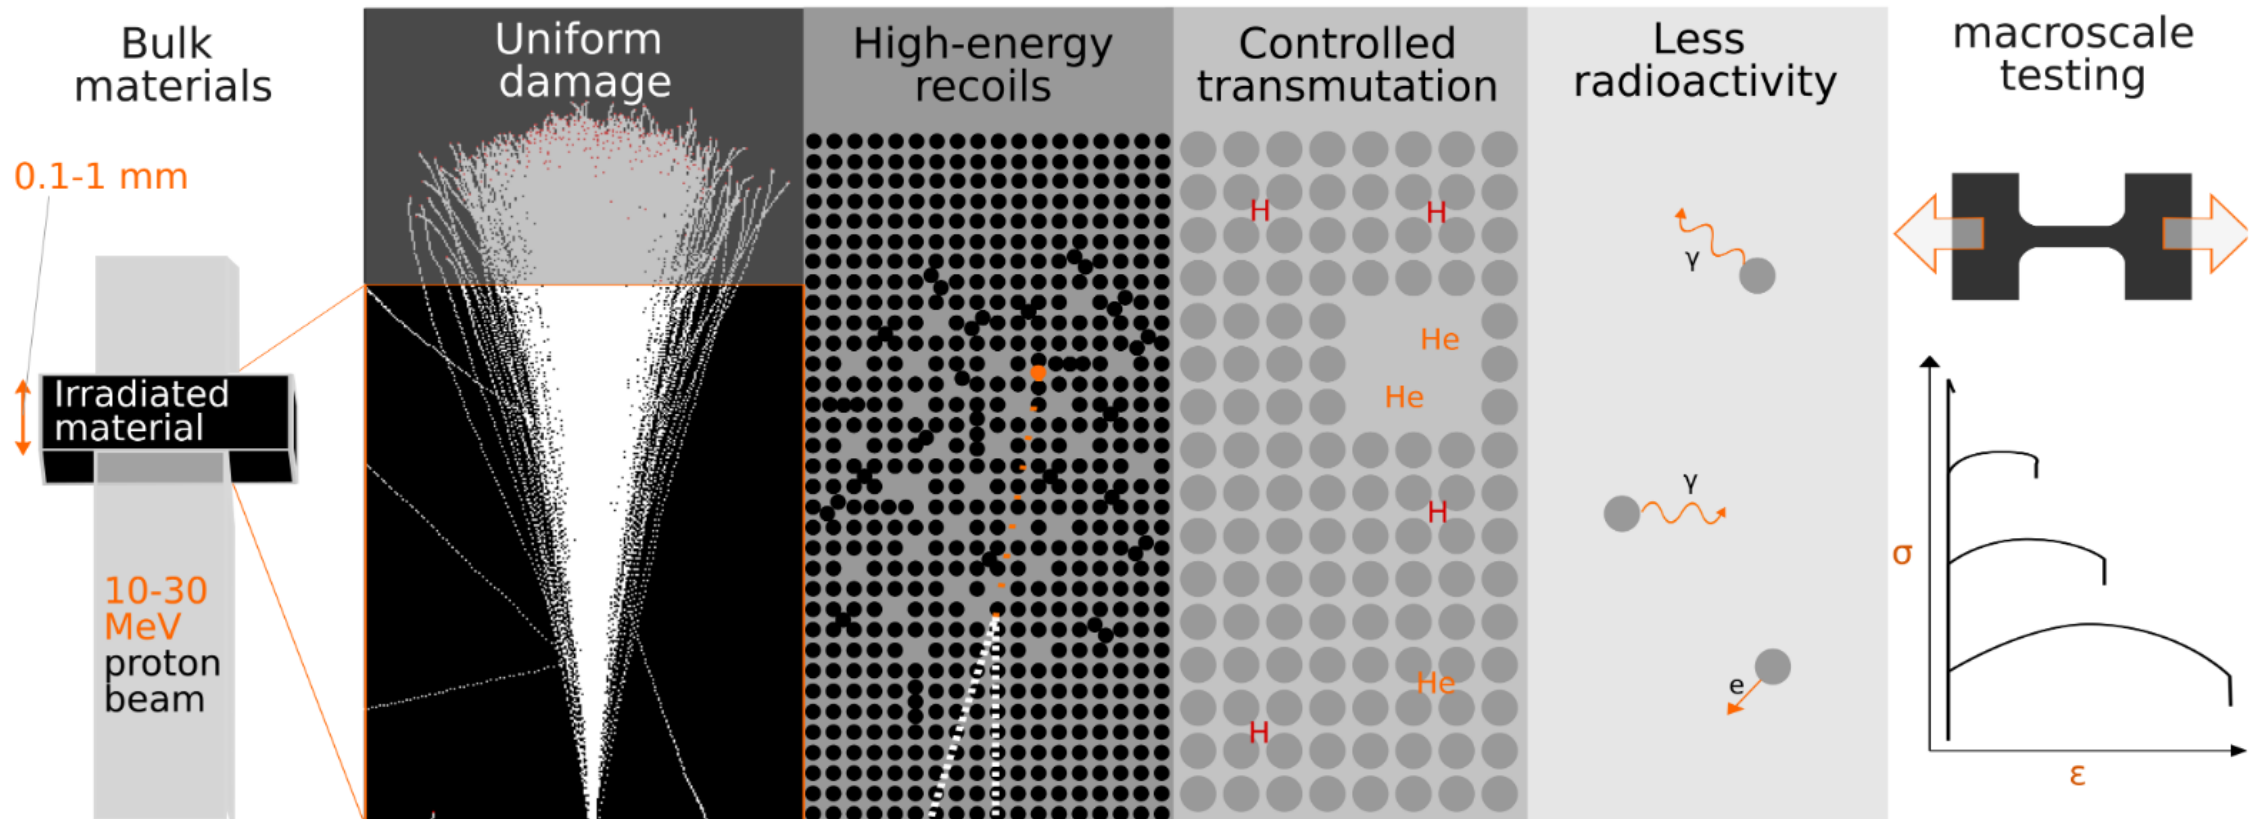 Bulk
materials
0.1-1 mm
Irradiated
material
10-30
MeV
proton
beam
Uniform
damage
High-energy
recoils
Controlled
transmutation
H
H
He
He
H
He
H
Less
radioactivity
γ
γ
e
macroscale
testing
σ
ε